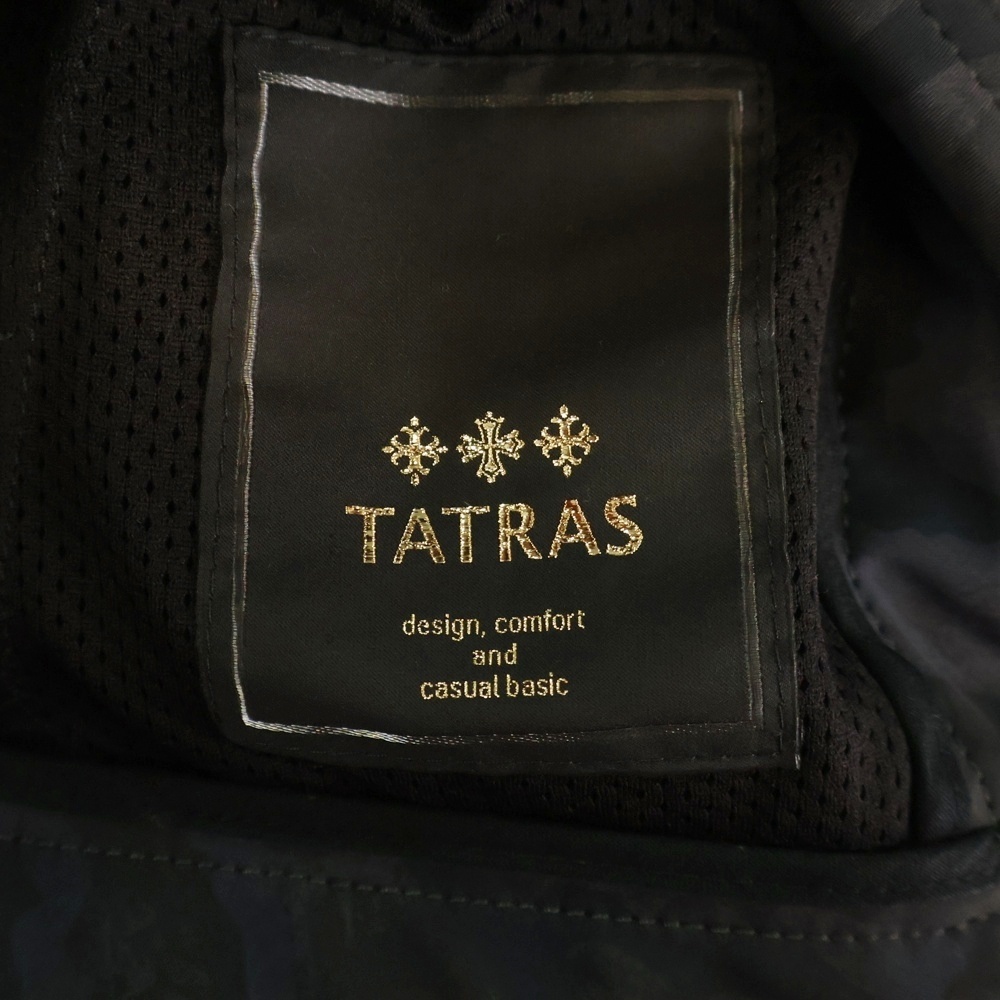 TATRAS
design, comfort
and
casual basic